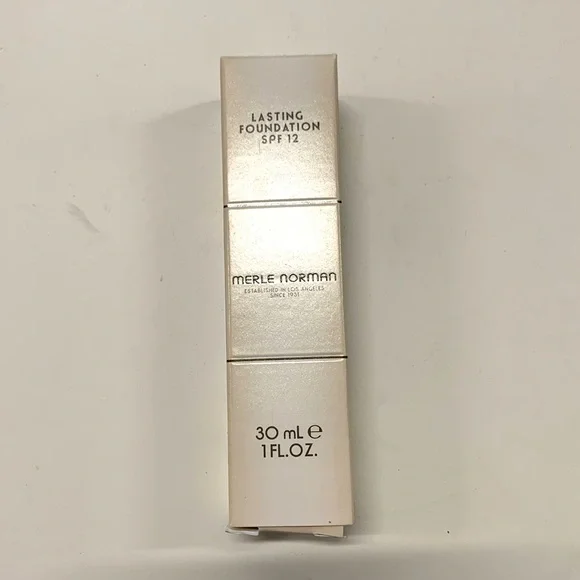 LASTING
FOUNDATION
SPF 12
MERLE NORMAN
ESTABLISHED IN LOS ANGELES
SINCE 1931
30 mL e
1FL.OZ.